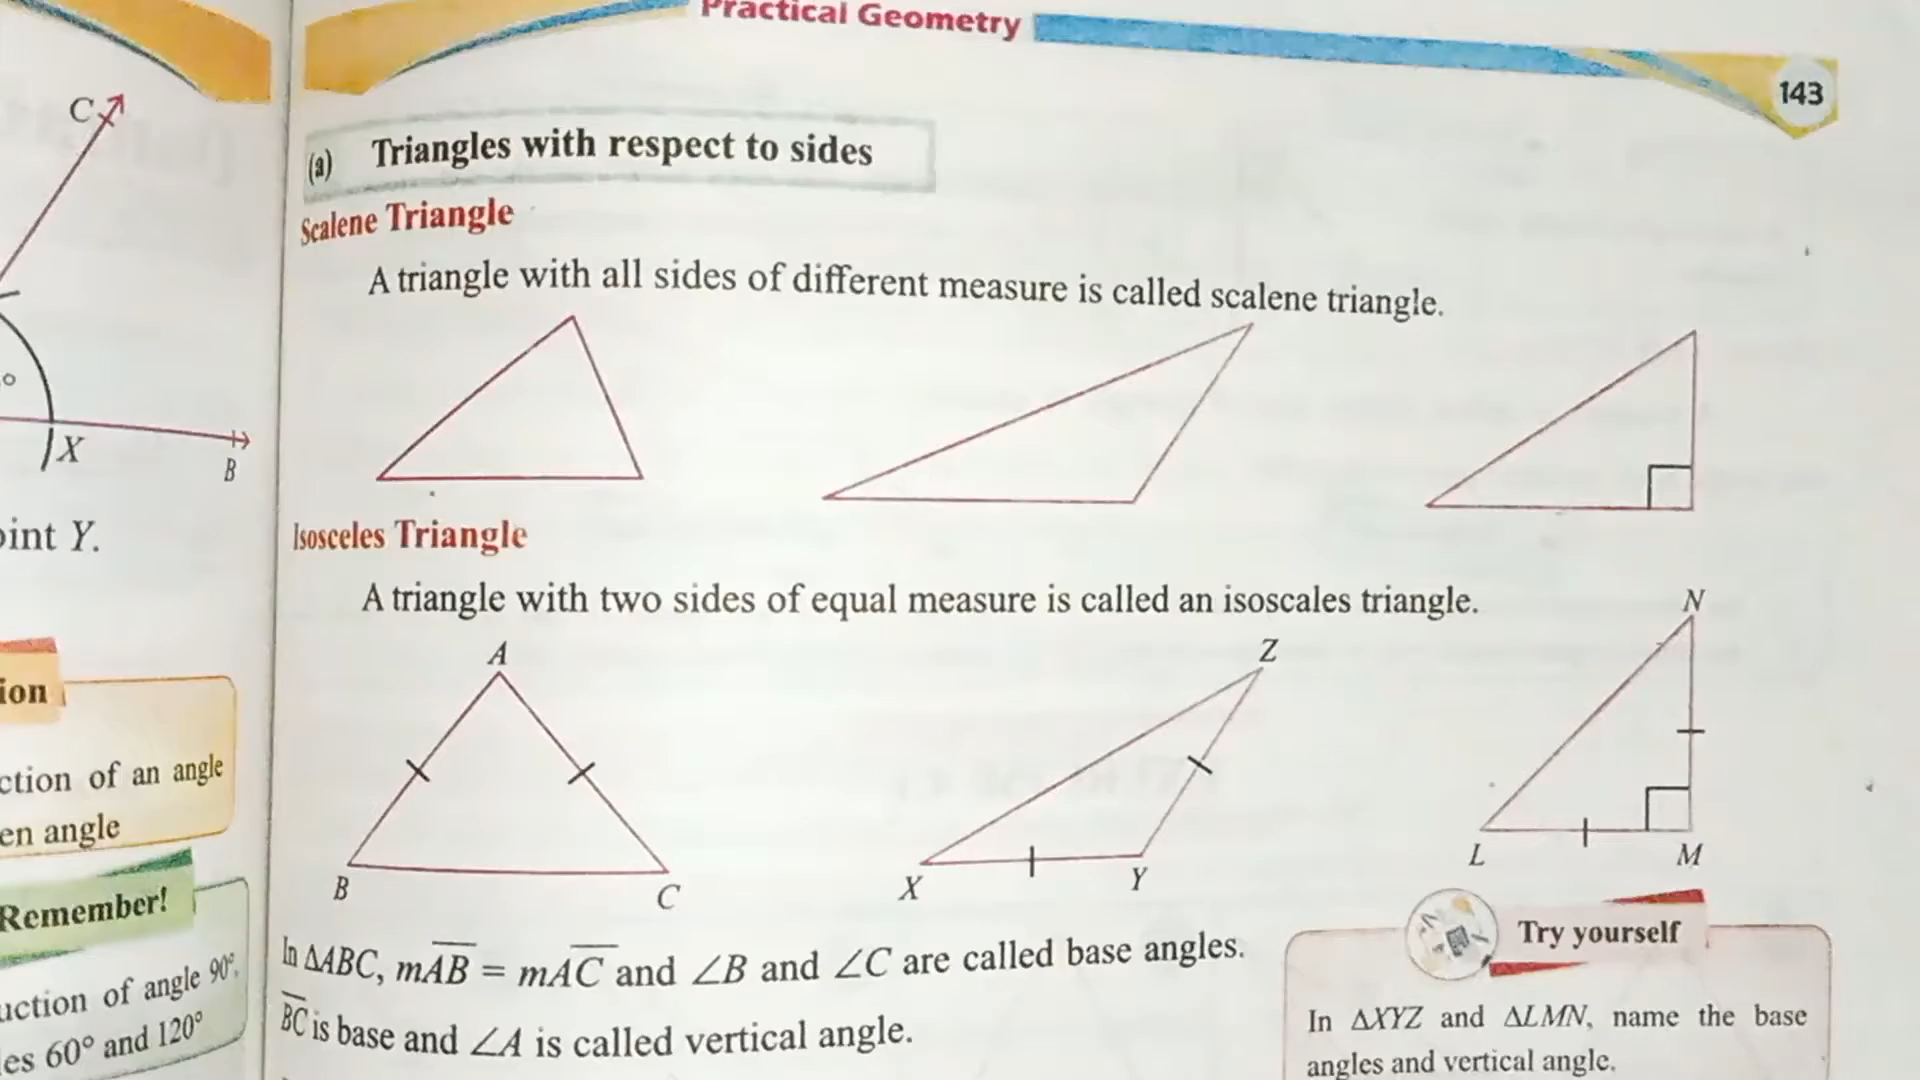 Practical Geometry
143
C
X
B
Y.
angle
ction of an angle
en angle
Remember!
of angle 90°,
60° and 120°
(a) Triangles with respect to sides
Scalene Triangle
A triangle with all sides of different measure is called scalene triangle.
Isosceles Triangle
A triangle with two sides of equal measure is called an isoscales triangle.
A
B
C
Z
X
Y
N
L
M
In ΔABC, mAB = mAC and ∠B and ∠C are called base angles.
BC is base and ∠A is called vertical angle.
Try yourself
In ΔXYZ and ΔLMN, name the base
angles and vertical angle.